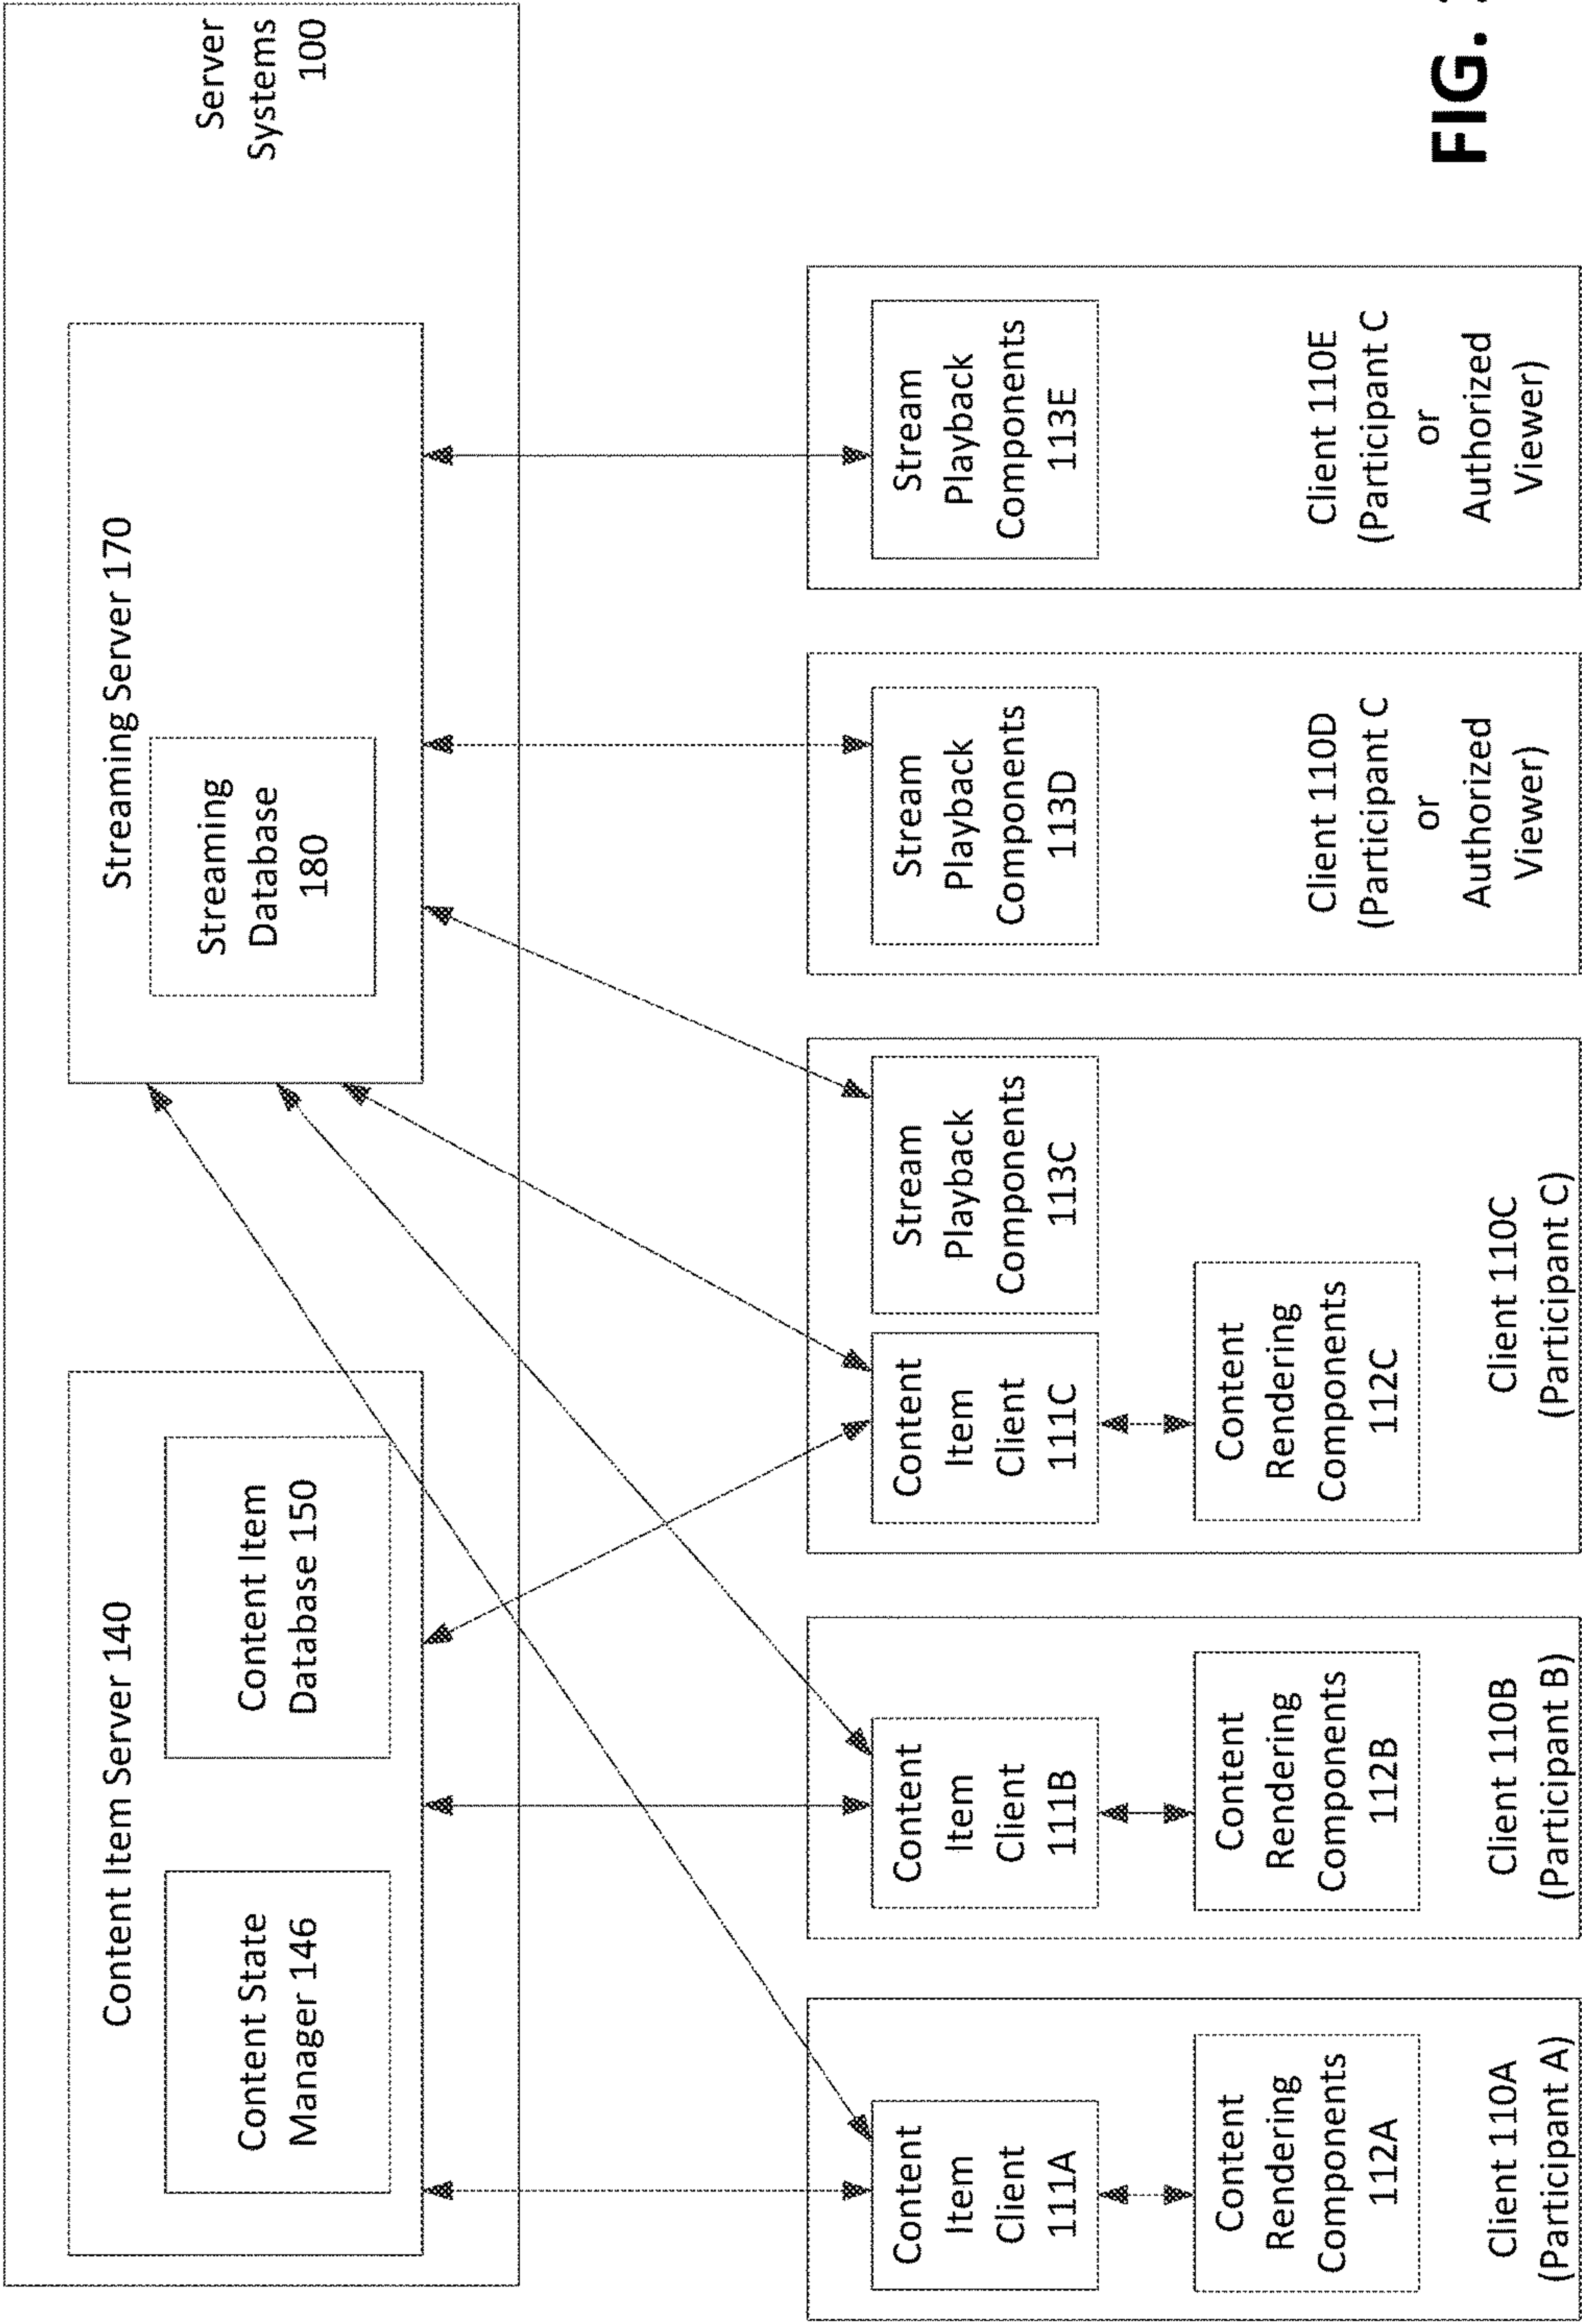 Server
Systems
100
Content Item Server 140
Content State
Manager 146
Content Item
Database 150
Streaming Server 170
Streaming
Database
180
Content
Item
Client
111A
Content
Rendering
Components
112A
Client 110A
(Participant A)
Content
Item
Client
111B
Content
Rendering
Components
112B
Client 110B
(Participant B)
Content
Item
Client
111C
Stream
Playback
Components
113C
Content
Rendering
Components
112C
Client 110C
(Participant C)
Stream
Playback
Components
113D
Client 110D
(Participant C
or
Authorized
Viewer)
Stream
Playback
Components
113E
Client 110E
(Participant C
or
Authorized
Viewer)
FIG.